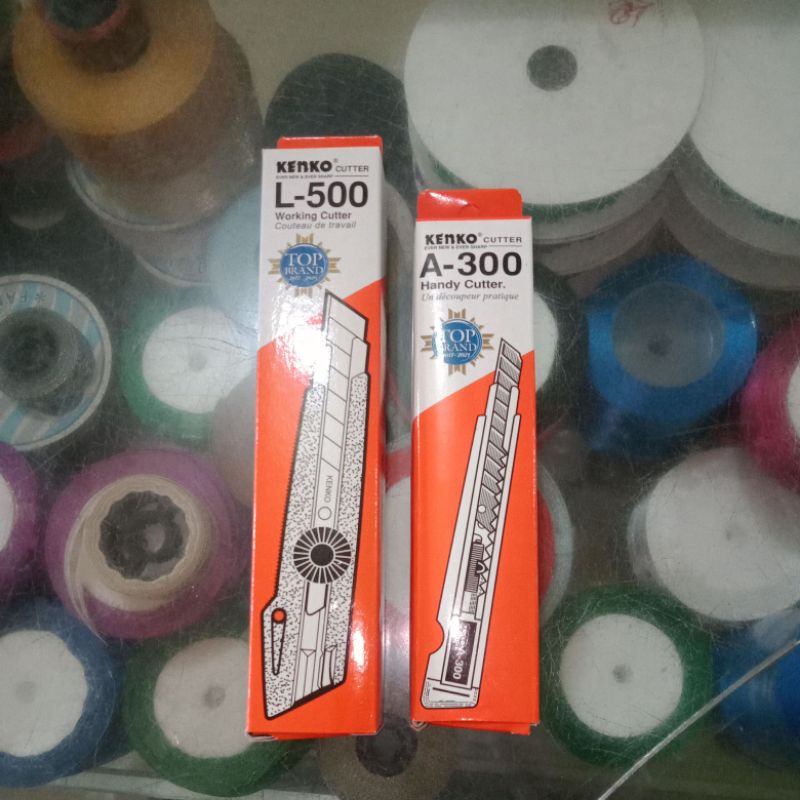 KENKO® CUTTER
EVER NEW & EVER SHARP
L-500
Working Cutter
Couteau de travail
TOP
BRAND
KENKO
KENKO® CUTTER
EVER NEW & EVER SHARP
A-300
Handy Cutter.
Un découpeur pratique
TOP
BRAND
A-300